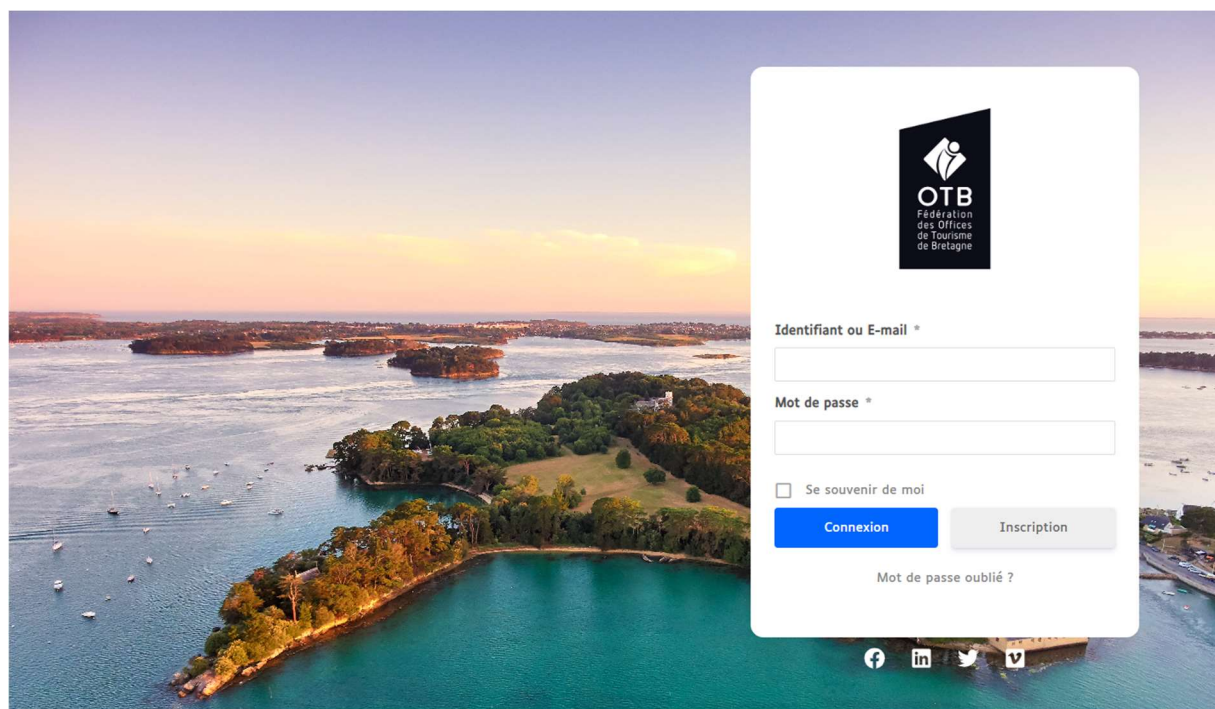 OTB
Fédération
des Offices
de Tourisme
de Bretagne
Identifiant ou E-mail *
Mot de passe *
Se souvenir de moi
Connexion
Inscription
Mot de passe oublié ?